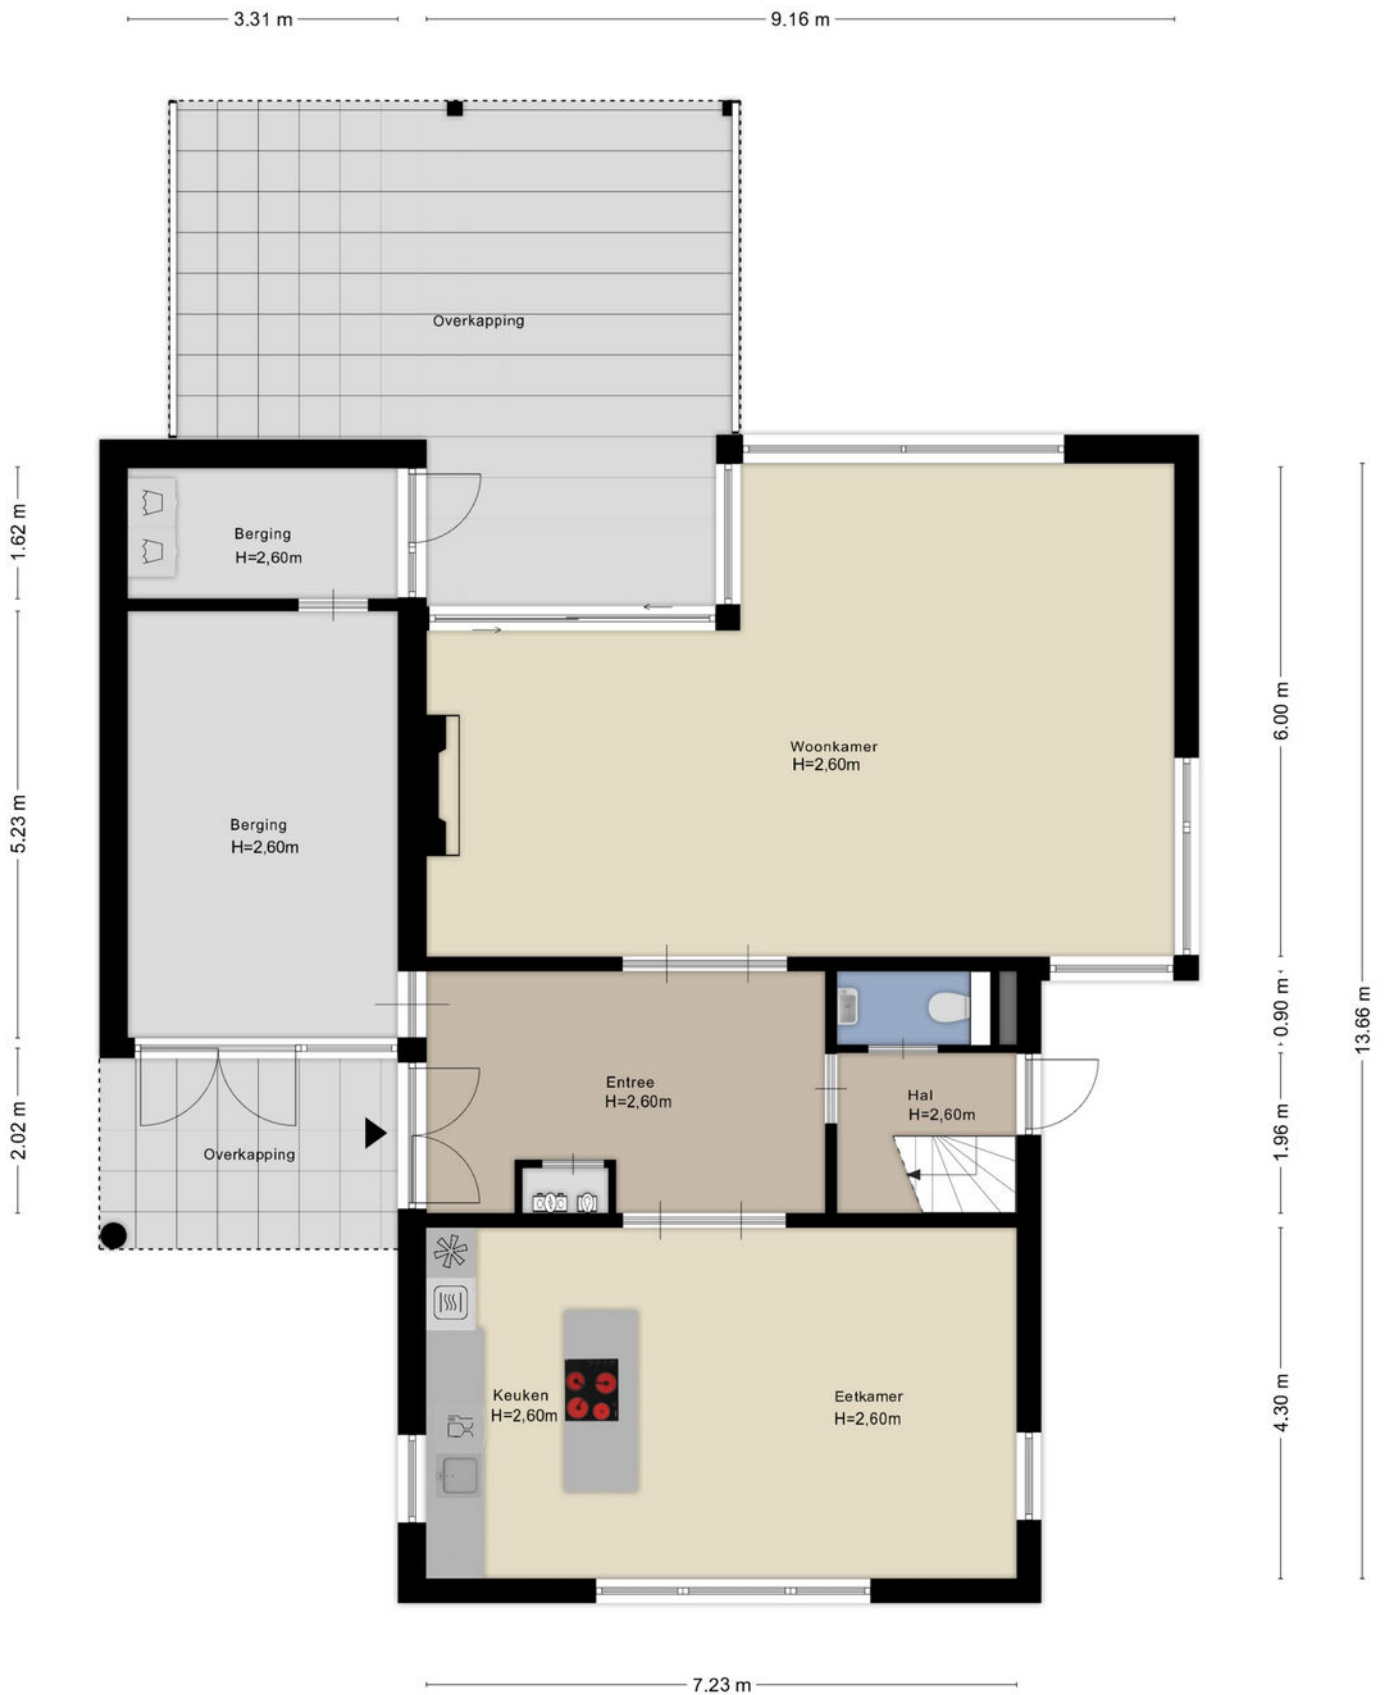 3.31 m
9.16 m
Overkapping
1.62 m
Berging
H=2,60m
6.00 m
Woonkamer
H=2,60m
5.23 m
Berging
H=2,60m
0.90 m
13.66 m
Entree
H=2,60m
Hal
H=2,60m
2.02 m
Overkapping
1.96 m
Keuken
H=2,60m
Eetkamer
H=2,60m
4.30 m
7.23 m